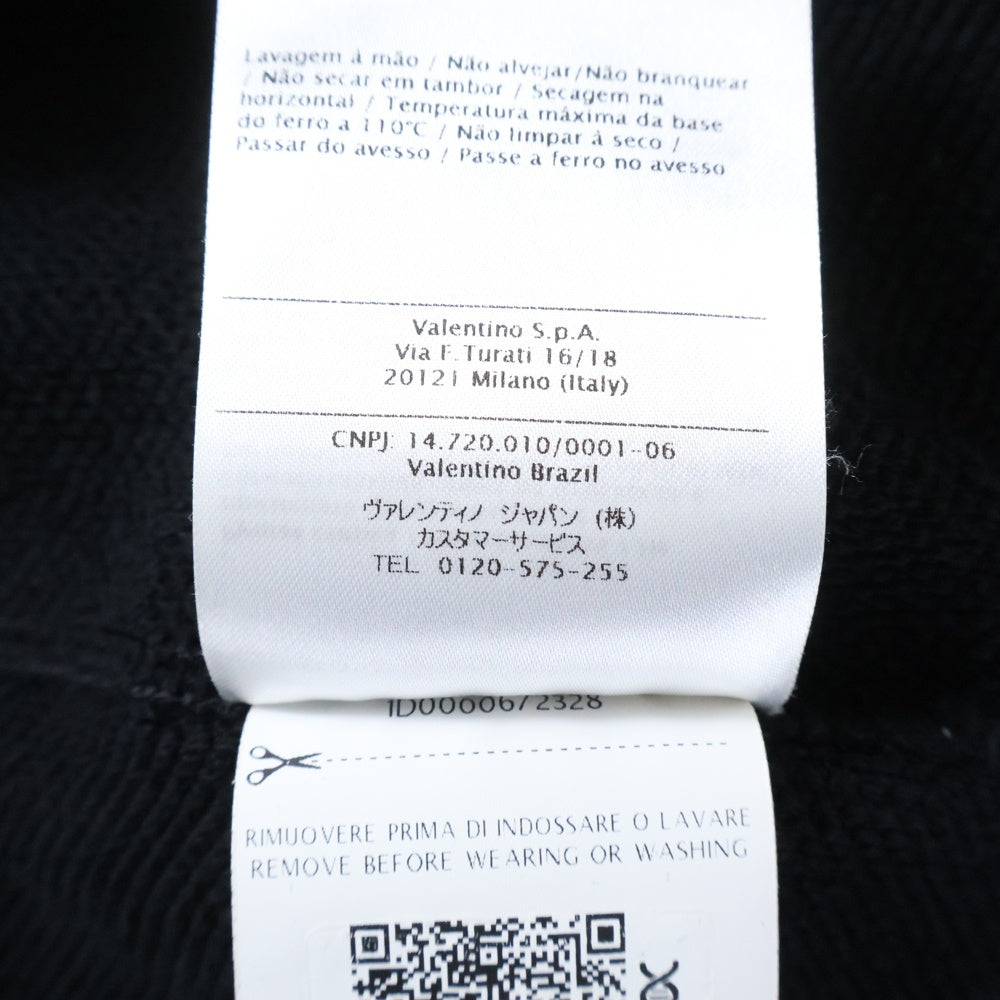 Lavagem à mão / Não alvejar/Não branquear
/ Não secar em tambor / Secagem na
horizontal / Temperatura máxima da base
do ferro a 110°C / Não limpar à seco /
Passar do avesso / Passe a ferro no avesso
Valentino S.p.A.
Via F.Turati 16/18
20121 Milano (Italy)
CNPJ: 14.720.010/0001-06
Valentino Brazil
ヴァレンティノ ジャパン (株)
カスタマーサービス
TEL 0120-575-255
ID0000672328
RIMUOVERE PRIMA DI INDOSSARE O LAVARE
REMOVE BEFORE WEARING OR WASHING